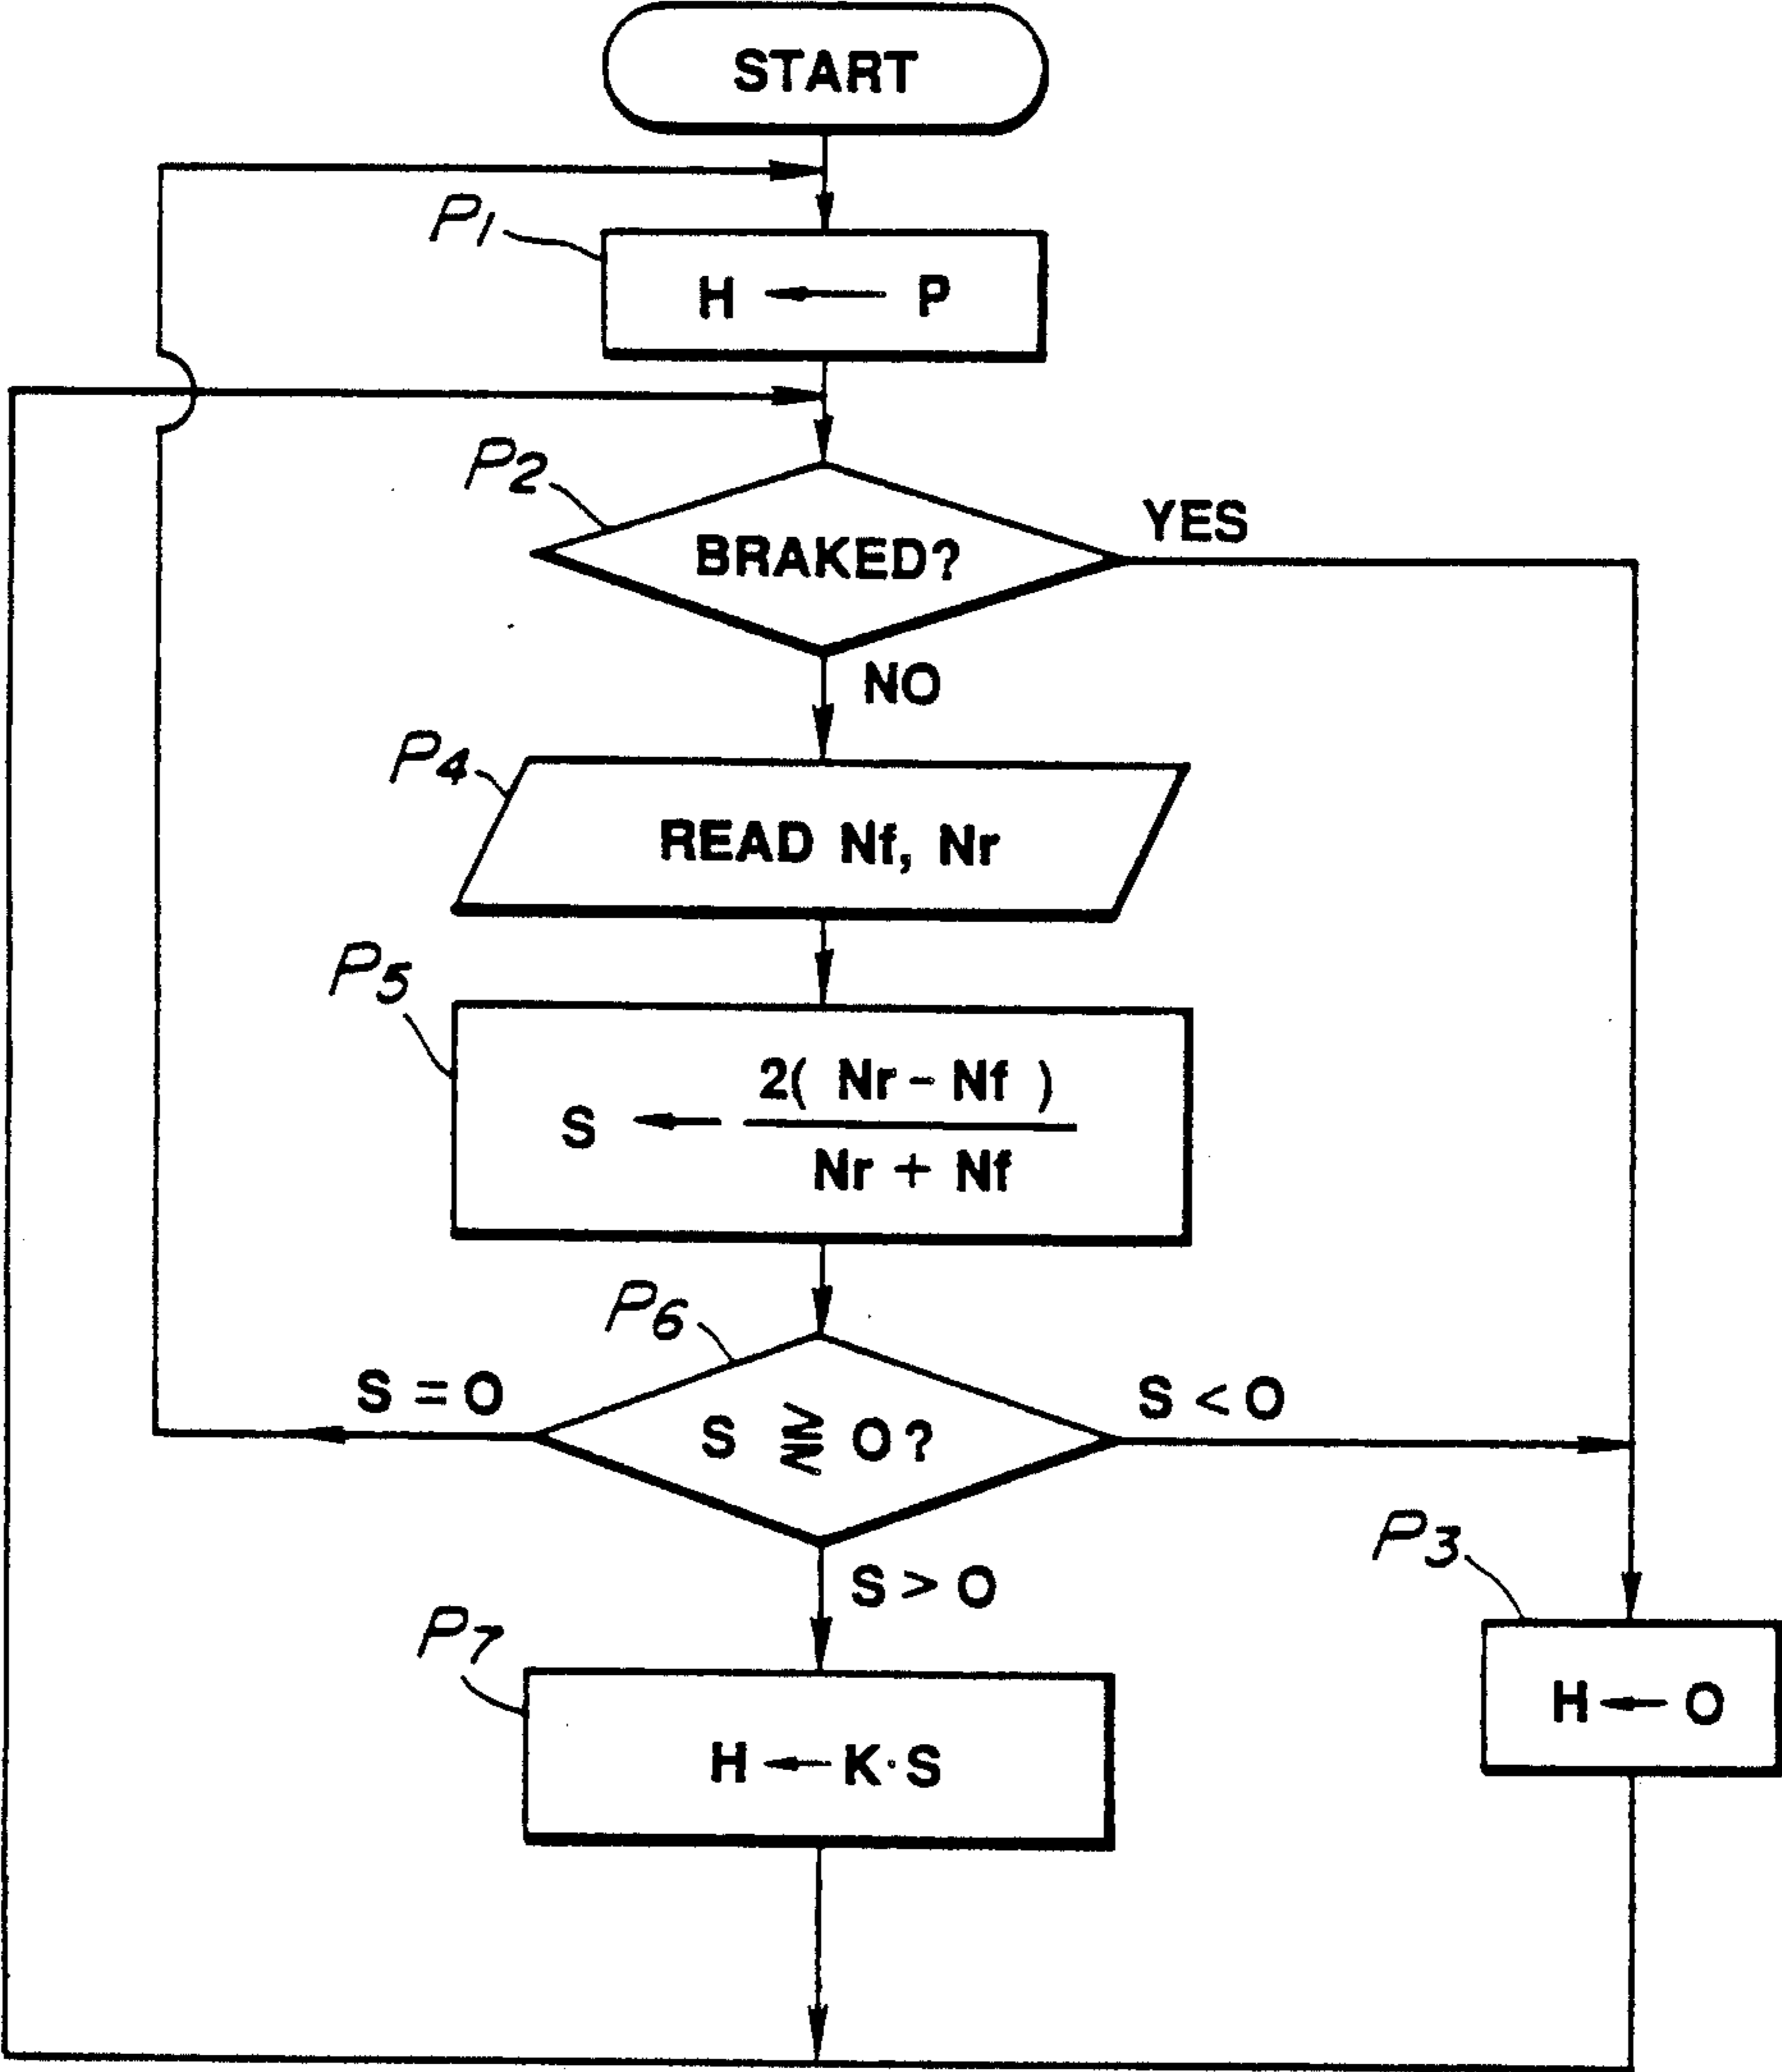 START
P1
H ← P
P2
BRAKED?
YES
NO
P4
READ Nf, Nr
P5
2( Nr - Nf )
S ←
Nr + Nf
P6
S = O
S ⪌ O?
S < O
S > O
P3
H ← O
P7
H ← K·S